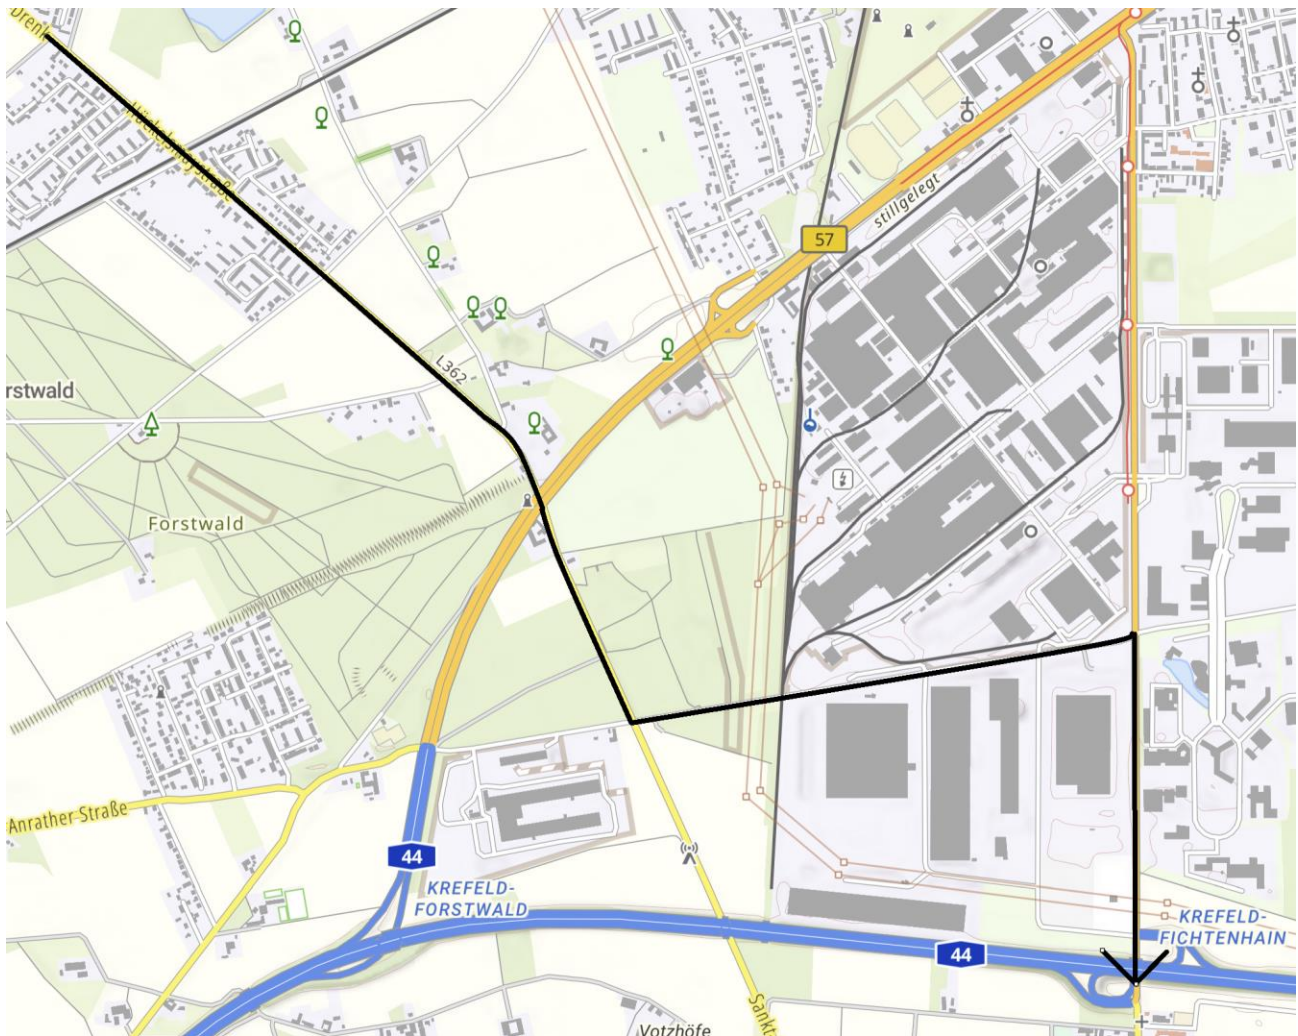 Drenk
Hückelsmaystraße
stillgelegt
57
L362
rstwald
Forstwald
Anrather Straße
44
KREFELD-
FORSTWALD
KREFELD-
FICHTENHAIN
44
Sankt
Votzhöfe